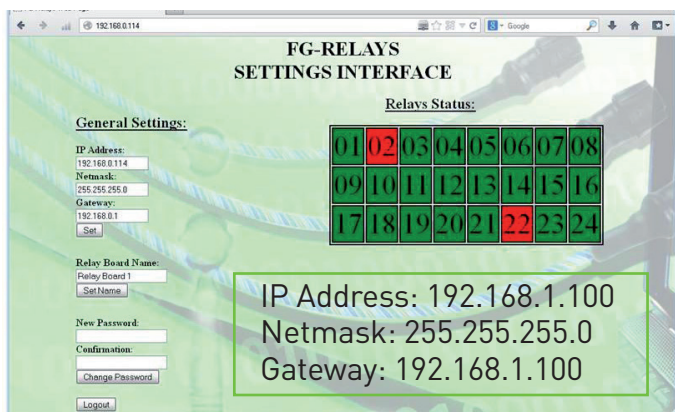 192.168.0.114
Google
FG-RELAYS
SETTINGS INTERFACE
General Settings:
IP Address:
192.168.0.114
Netmask:
255.255.255.0
Gateway:
192.168.0.1
Set
Relay Board Name:
Relay Board 1
Set Name
New Password:
Confirmation:
Change Password
Logout
Relays Status:
01 02 03 04 05 06 07 08
09 10 11 12 13 14 15 16
17 18 19 20 21 22 23 24
IP Address: 192.168.1.100
Netmask: 255.255.255.0
Gateway: 192.168.1.100